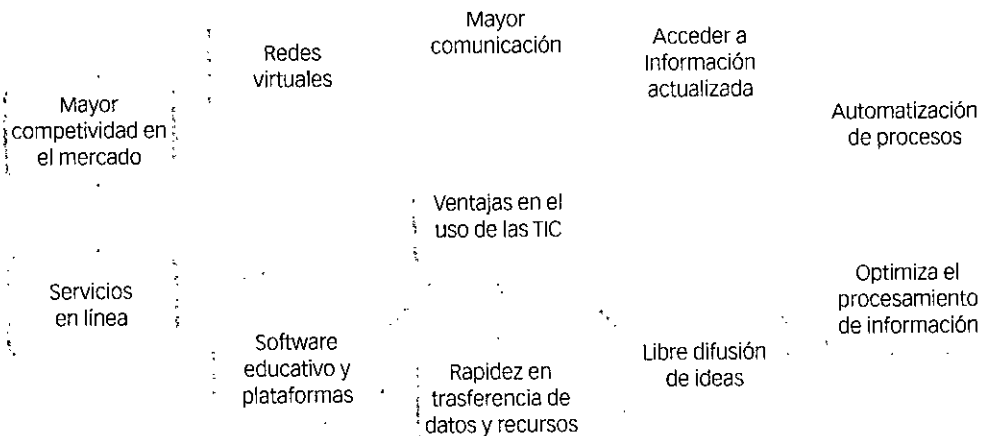 Mayor
comunicación
Redes
virtuales
Acceder a
Información
actualizada
Mayor
competividad en
el mercado
Automatización
de procesos
Ventajas en el
uso de las TIC
Servicios
en línea
Optimiza el
procesamiento
de información
Software
educativo y
plataformas
Rapidez en
trasferencia de
datos y recursos
Libre difusión
de ideas